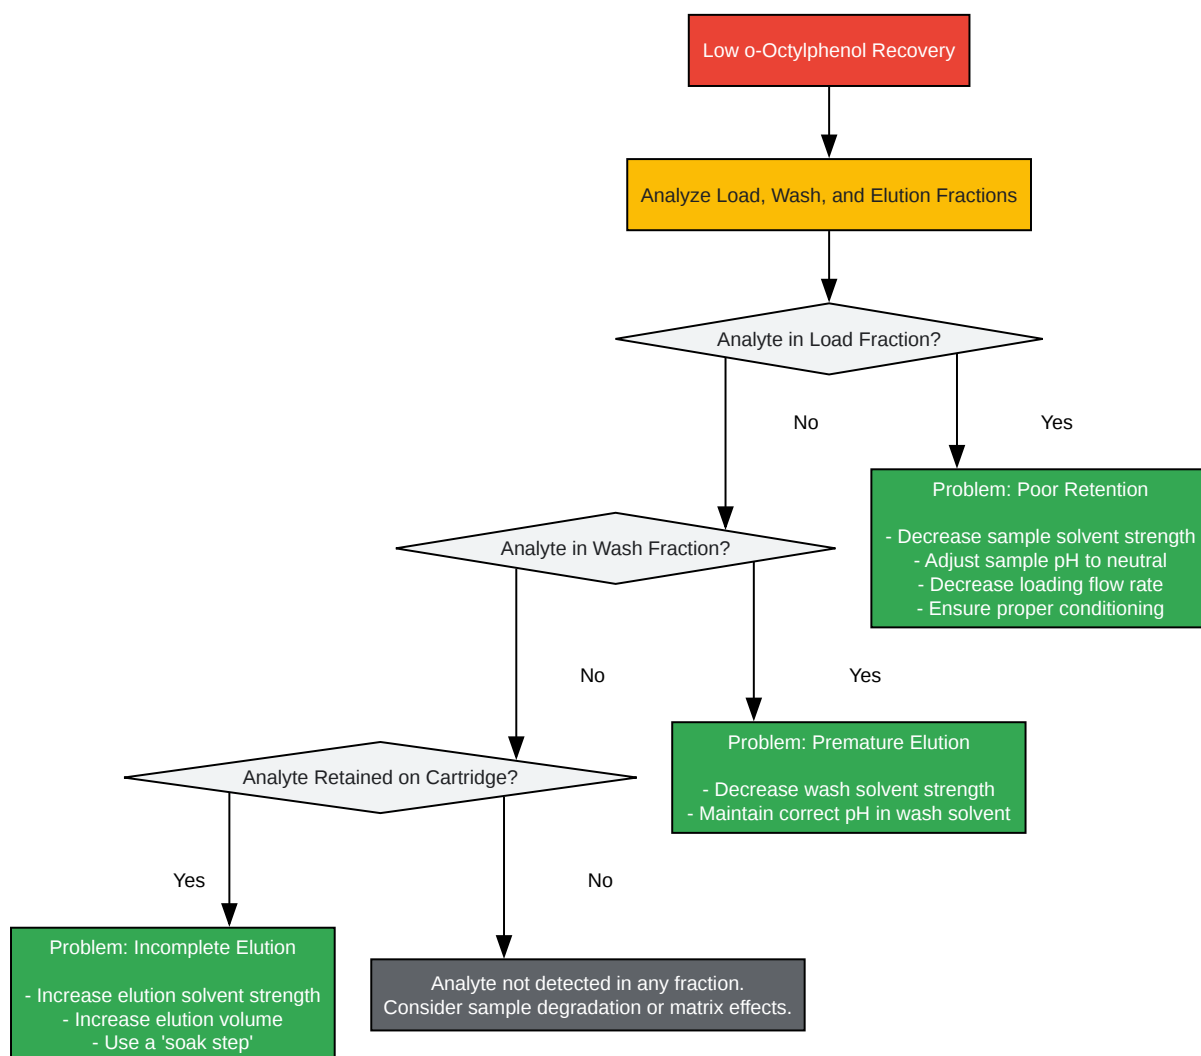 Low o-Octylphenol Recovery
Analyze Load, Wash, and Elution Fractions
Analyte in Load Fraction?
No
Yes
Problem: Poor Retention
- Decrease sample solvent strength
- Adjust sample pH to neutral
- Decrease loading flow rate
- Ensure proper conditioning
Analyte in Wash Fraction?
No
Yes
Problem: Premature Elution
- Decrease wash solvent strength
- Maintain correct pH in wash solvent
Analyte Retained on Cartridge?
Yes
No
Problem: Incomplete Elution
- Increase elution solvent strength
- Increase elution volume
- Use a 'soak step'
Analyte not detected in any fraction.
Consider sample degradation or matrix effects.